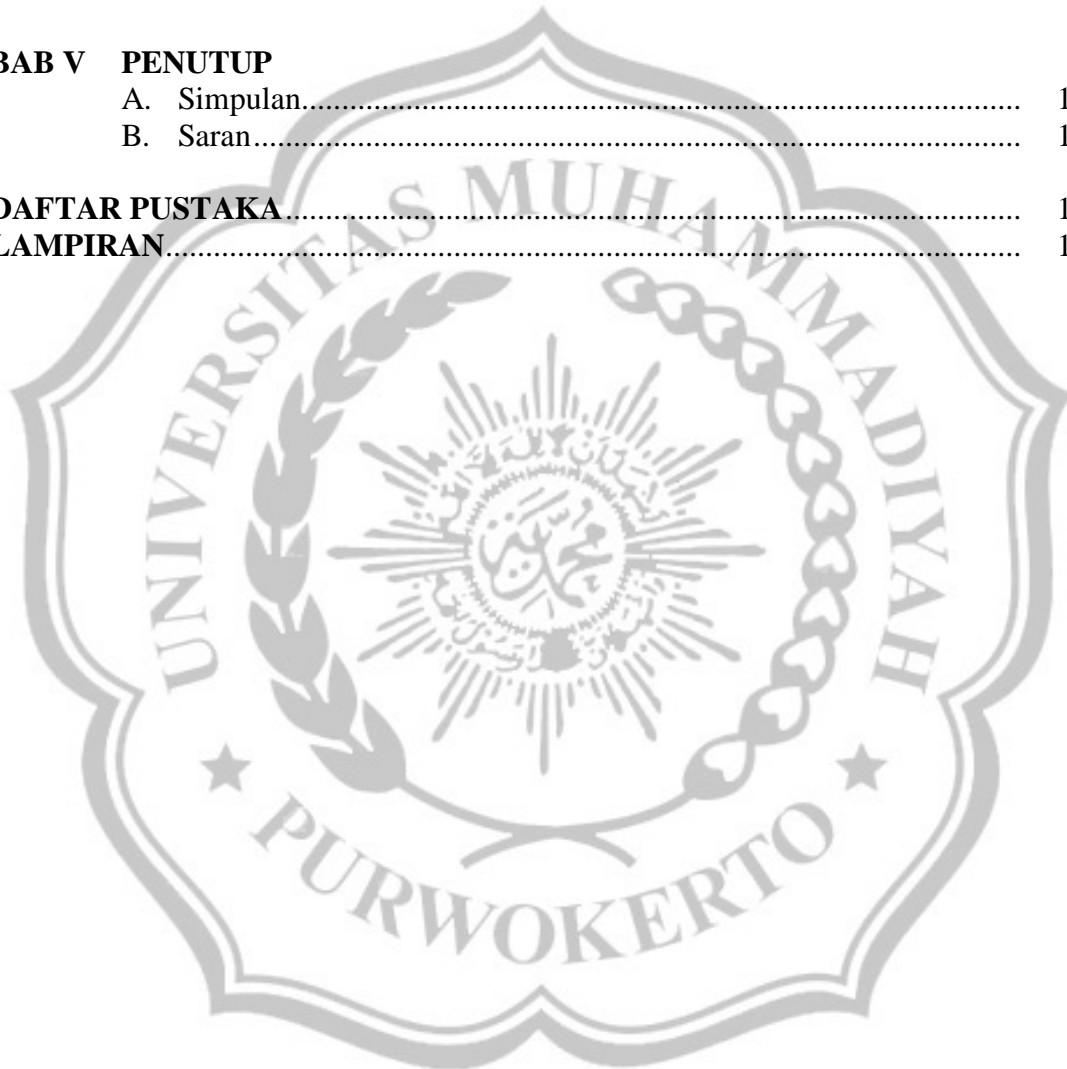 BAB V PENUTUP
A. Simpulan........................................................................................ 1
B. Saran.............................................................................................. 1
DAFTAR PUSTAKA........................................................................................... 1
LAMPIRAN.......................................................................................................... 1
UNIVERSITAS MUHAMMADIYAH
PURWOKERTO